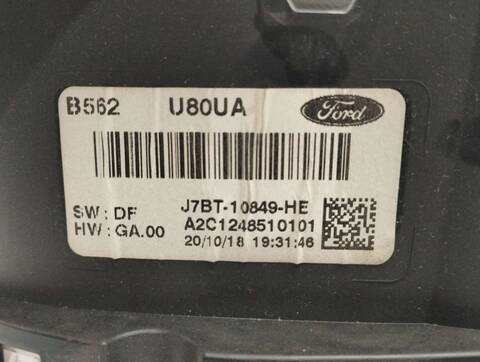 B562 U80UA Ford
SW : DF J7BT-10849-HE
HW : GA.00 A2C1248510101
20/10/18 19:31:46